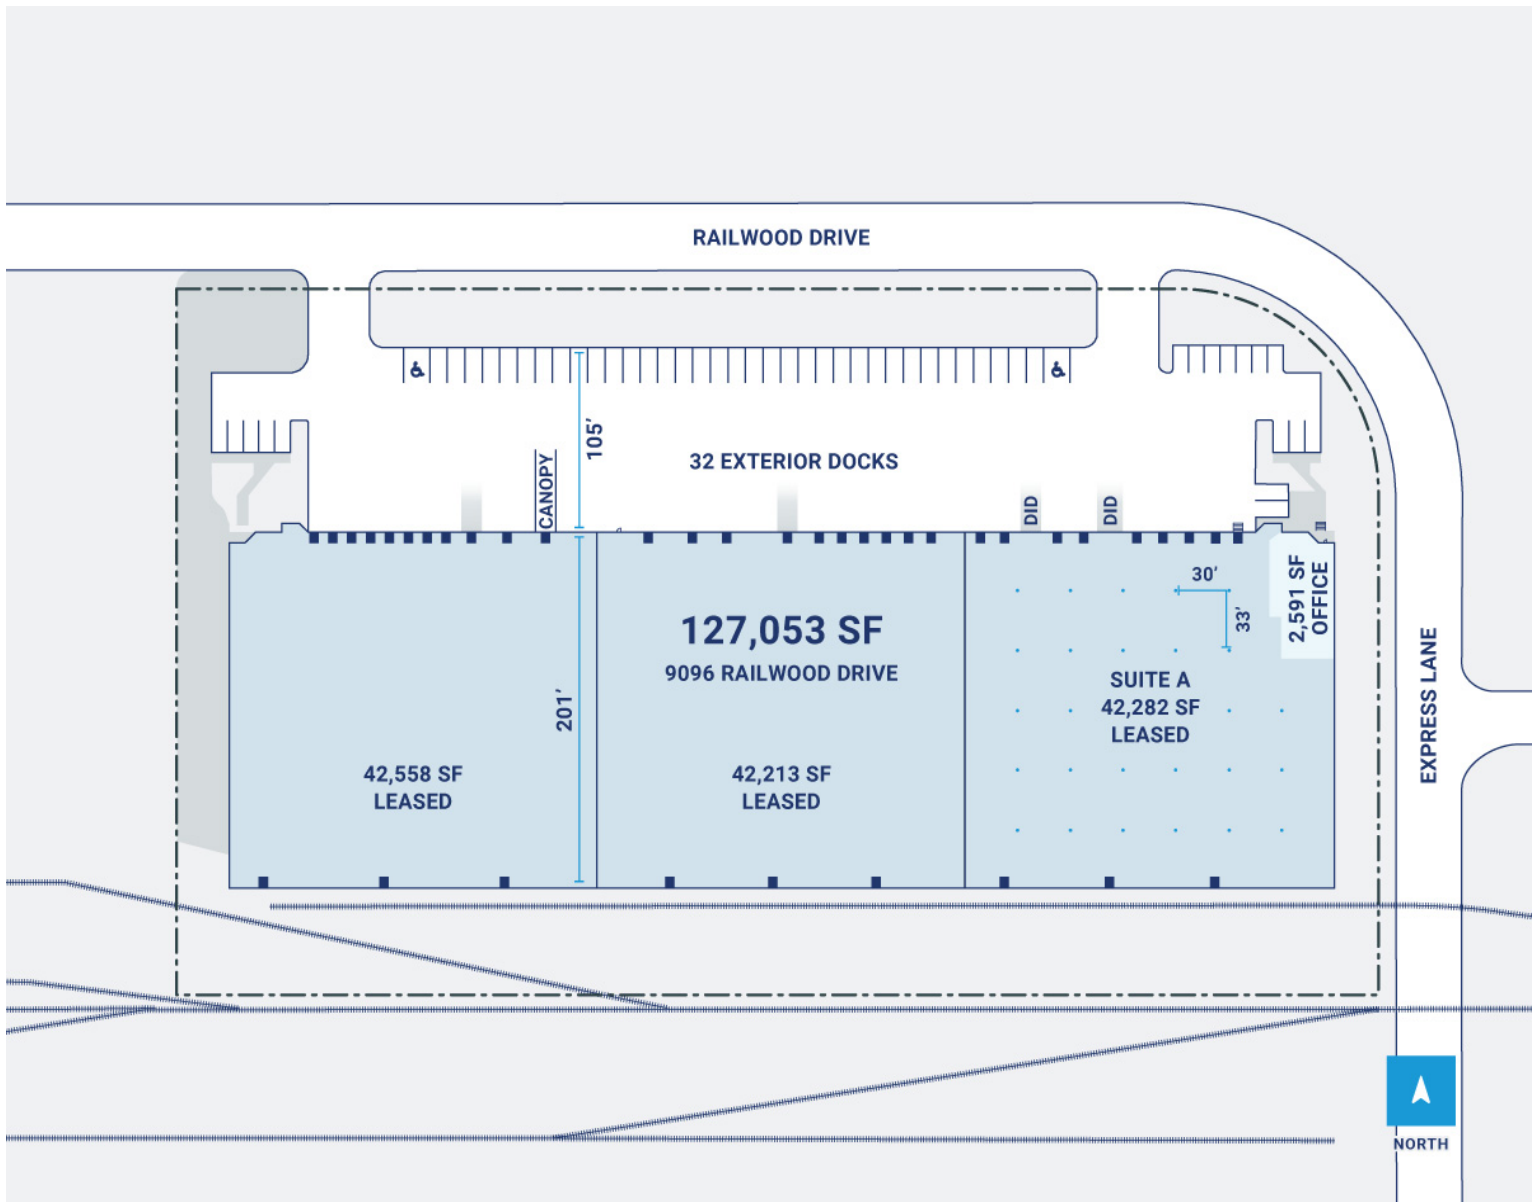 RAILWOOD DRIVE
105’
32 EXTERIOR DOCKS
CANOPY
DID
DID
30’
33’
2,591 SF
OFFICE
127,053 SF
9096 RAILWOOD DRIVE
201’
SUITE A
42,282 SF
LEASED
42,558 SF
LEASED
42,213 SF
LEASED
EXPRESS LANE
NORTH